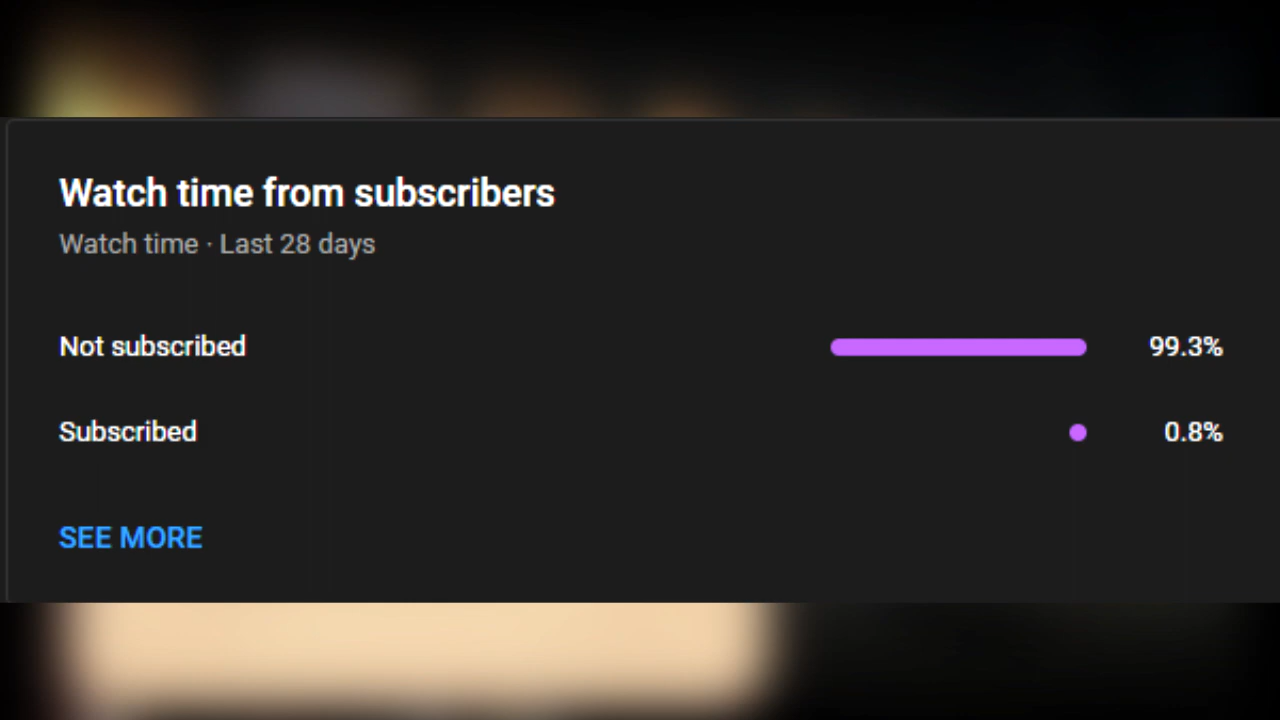 Watch time from subscribers
Watch time · Last 28 days
Not subscribed 99.3%
Subscribed 0.8%
SEE MORE